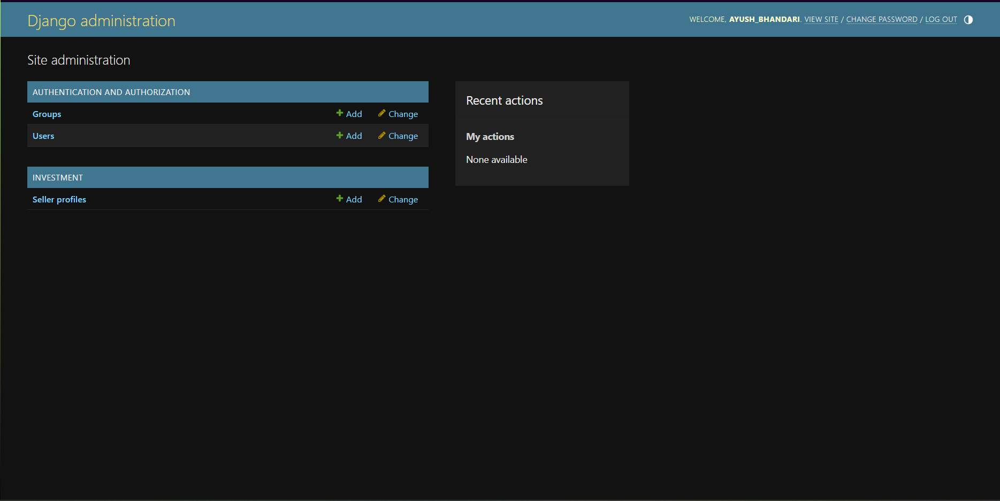 Django administration
WELCOME, AYUSH_BHANDARI. VIEW SITE / CHANGE PASSWORD / LOG OUT
Site administration
AUTHENTICATION AND AUTHORIZATION
Groups Add Change
Users Add Change
INVESTMENT
Seller profiles Add Change
Recent actions
My actions
None available